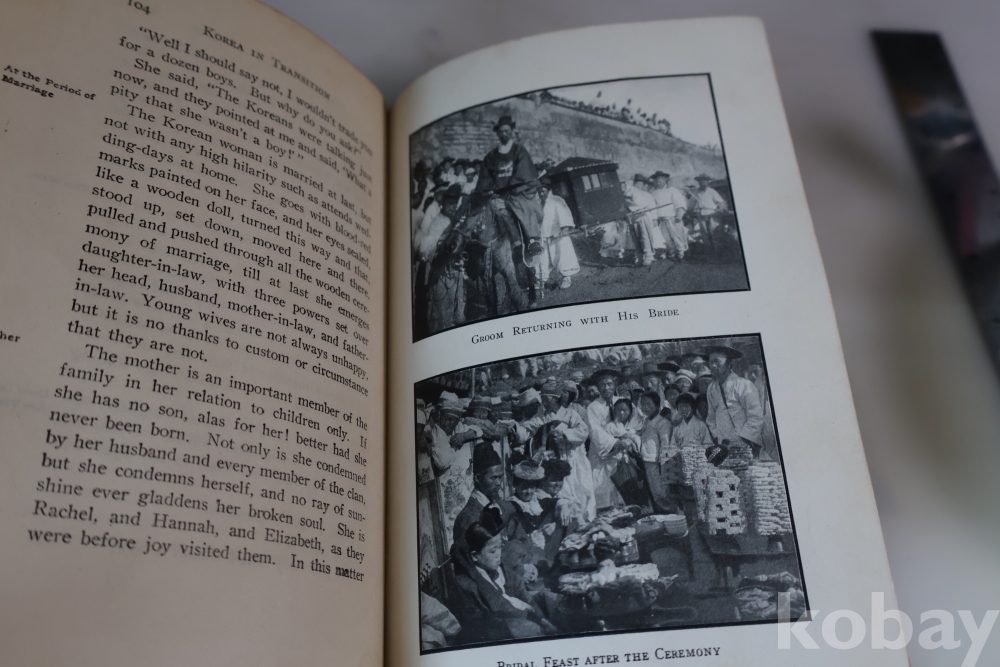 104
KOREA IN TRANSITION
"Well I should say not, I wouldn't trade you
for a dozen boys. But why do you ask?"
She said, "The Koreans were talking just
now, and they pointed at me and said, 'What a
pity that she wasn't a boy!'"
At the Period of
Marriage
The Korean woman is married at last, but
not with any high hilarity such as attends wed-
ding-days at home. She goes with blood-red
marks painted on her face, and her eyes sealed,
like a wooden doll, turned this way and that,
stood up, set down, moved here and there,
pulled and pushed through all the wooden cere-
mony of marriage, till at last she emerges
daughter-in-law, with three powers set over
her head, husband, mother-in-law, and father-
in-law. Young wives are not always unhappy,
but it is no thanks to custom or circumstance
that they are not.
her
The mother is an important member of the
family in her relation to children only. If
she has no son, alas for her! better had she
never been born. Not only is she condemned
by her husband and every member of the clan,
but she condemns herself, and no ray of sun-
shine ever gladdens her broken soul. She is
Rachel, and Hannah, and Elizabeth, as they
were before joy visited them. In this matter
GROOM RETURNING WITH HIS BRIDE
BRIDAL FEAST AFTER THE CEREMONY
kobay